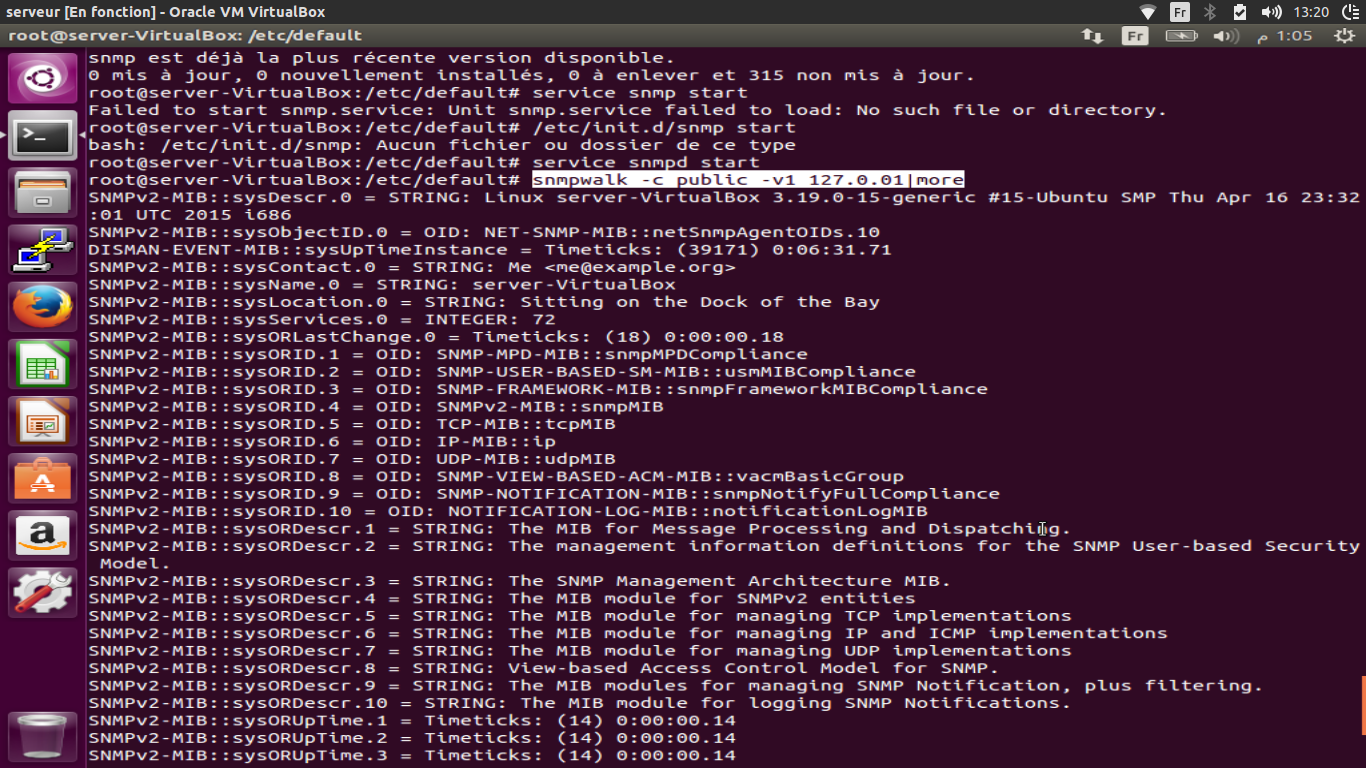 serveur [En fonction] - Oracle VM VirtualBox
Fr
13:20
root@server-VirtualBox: /etc/default
Fr
1:05 م
snmp est déjà la plus récente version disponible.
0 mis à jour, 0 nouvellement installés, 0 à enlever et 315 non mis à jour.
root@server-VirtualBox:/etc/default# service snmp start
Failed to start snmp.service: Unit snmp.service failed to load: No such file or directory.
root@server-VirtualBox:/etc/default# /etc/init.d/snmp start
bash: /etc/init.d/snmp: Aucun fichier ou dossier de ce type
root@server-VirtualBox:/etc/default# service snmpd start
root@server-VirtualBox:/etc/default# snmpwalk -c public -v1 127.0.01|more
SNMPv2-MIB::sysDescr.0 = STRING: Linux server-VirtualBox 3.19.0-15-generic #15-Ubuntu SMP Thu Apr 16 23:32
:01 UTC 2015 i686
SNMPv2-MIB::sysObjectID.0 = OID: NET-SNMP-MIB::netSnmpAgentOIDs.10
DISMAN-EVENT-MIB::sysUpTimeInstance = Timeticks: (39171) 0:06:31.71
SNMPv2-MIB::sysContact.0 = STRING: Me <me@example.org>
SNMPv2-MIB::sysName.0 = STRING: server-VirtualBox
SNMPv2-MIB::sysLocation.0 = STRING: Sitting on the Dock of the Bay
SNMPv2-MIB::sysServices.0 = INTEGER: 72
SNMPv2-MIB::sysORLastChange.0 = Timeticks: (18) 0:00:00.18
SNMPv2-MIB::sysORID.1 = OID: SNMP-MPD-MIB::snmpMPDCompliance
SNMPv2-MIB::sysORID.2 = OID: SNMP-USER-BASED-SM-MIB::usmMIBCompliance
SNMPv2-MIB::sysORID.3 = OID: SNMP-FRAMEWORK-MIB::snmpFrameworkMIBCompliance
SNMPv2-MIB::sysORID.4 = OID: SNMPv2-MIB::snmpMIB
SNMPv2-MIB::sysORID.5 = OID: TCP-MIB::tcpMIB
SNMPv2-MIB::sysORID.6 = OID: IP-MIB::ip
SNMPv2-MIB::sysORID.7 = OID: UDP-MIB::udpMIB
SNMPv2-MIB::sysORID.8 = OID: SNMP-VIEW-BASED-ACM-MIB::vacmBasicGroup
SNMPv2-MIB::sysORID.9 = OID: SNMP-NOTIFICATION-MIB::snmpNotifyFullCompliance
SNMPv2-MIB::sysORID.10 = OID: NOTIFICATION-LOG-MIB::notificationLogMIB
SNMPv2-MIB::sysORDescr.1 = STRING: The MIB for Message Processing and Dispatching.
SNMPv2-MIB::sysORDescr.2 = STRING: The management information definitions for the SNMP User-based Security
Model.
SNMPv2-MIB::sysORDescr.3 = STRING: The SNMP Management Architecture MIB.
SNMPv2-MIB::sysORDescr.4 = STRING: The MIB module for SNMPv2 entities
SNMPv2-MIB::sysORDescr.5 = STRING: The MIB module for managing TCP implementations
SNMPv2-MIB::sysORDescr.6 = STRING: The MIB module for managing IP and ICMP implementations
SNMPv2-MIB::sysORDescr.7 = STRING: The MIB module for managing UDP implementations
SNMPv2-MIB::sysORDescr.8 = STRING: View-based Access Control Model for SNMP.
SNMPv2-MIB::sysORDescr.9 = STRING: The MIB modules for managing SNMP Notification, plus filtering.
SNMPv2-MIB::sysORDescr.10 = STRING: The MIB module for logging SNMP Notifications.
SNMPv2-MIB::sysORUpTime.1 = Timeticks: (14) 0:00:00.14
SNMPv2-MIB::sysORUpTime.2 = Timeticks: (14) 0:00:00.14
SNMPv2-MIB::sysORUpTime.3 = Timeticks: (14) 0:00:00.14